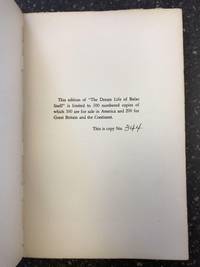 This edition of "The Dream Life of Balso
Snell" is limited to 500 numbered copies of
which 300 are for sale in America and 200 for
Great Britain and the Continent.
This is copy No. 344